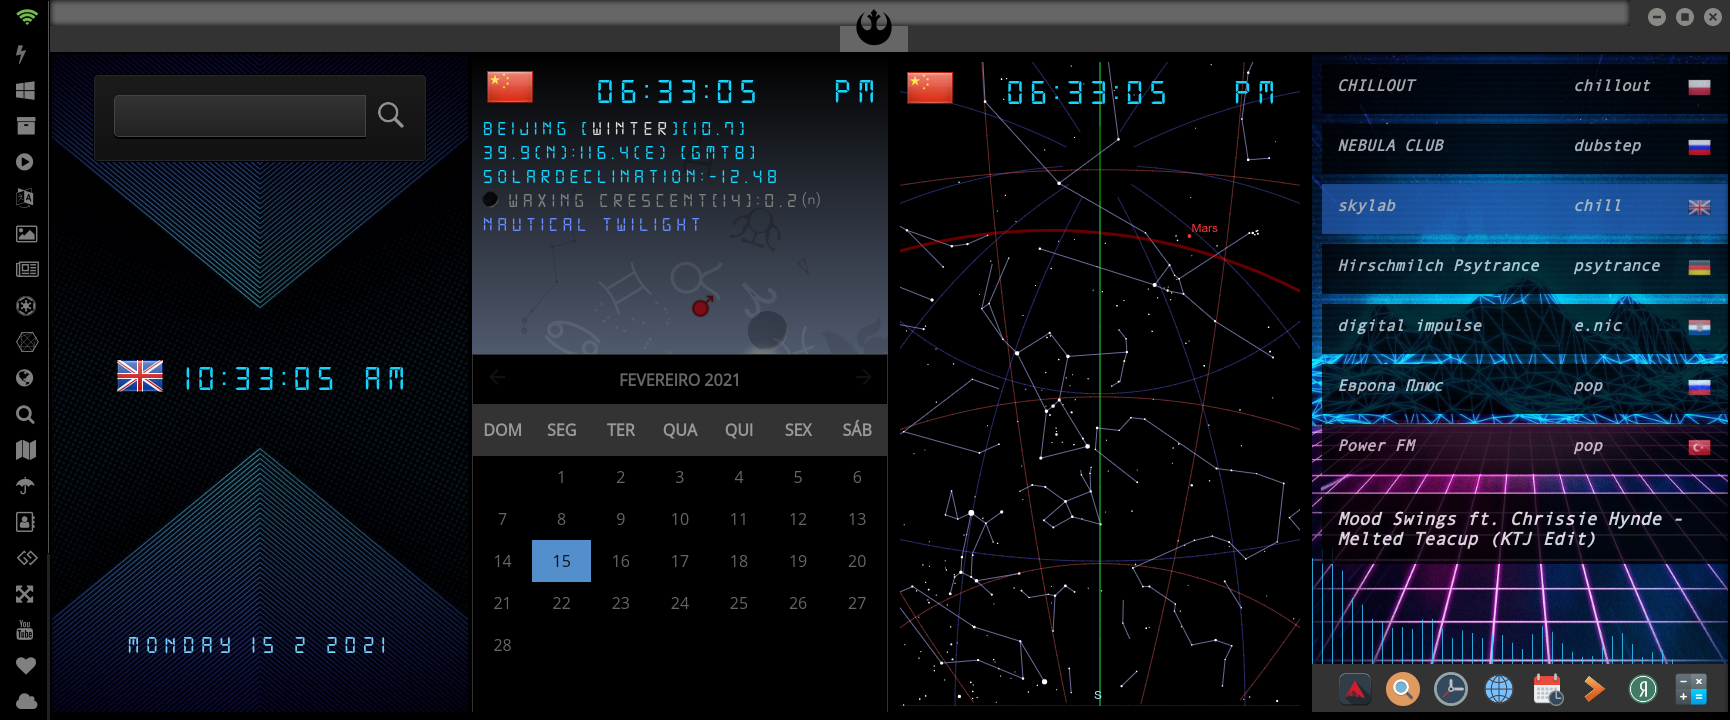 10:33:05 AM
MONDAY 15 2 2021
06:33:05 PM
BEIJING [WINTER][10.7]
39.9(N):116.4(E) [GMT8]
SOLARDECLINATION:-12.48
WAXING CRESCENT[14]:0.2(n)
NAUTICAL TWILIGHT
FEVEREIRO 2021
DOM SEG TER QUA QUI SEX SÁB
1 2 3 4 5 6
7 8 9 10 11 12 13
14 15 16 17 18 19 20
21 22 23 24 25 26 27
28
06:33:05 PM
Mars
S
CHILLOUT chillout
NEBULA CLUB dubstep
skylab chill
Hirschmilch Psytrance psytrance
digital impulse e.nic
Европа Плюс pop
Power FM pop
Mood Swings ft. Chrissie Hynde -
Melted Teacup (KTJ Edit)
You
Tube
Я